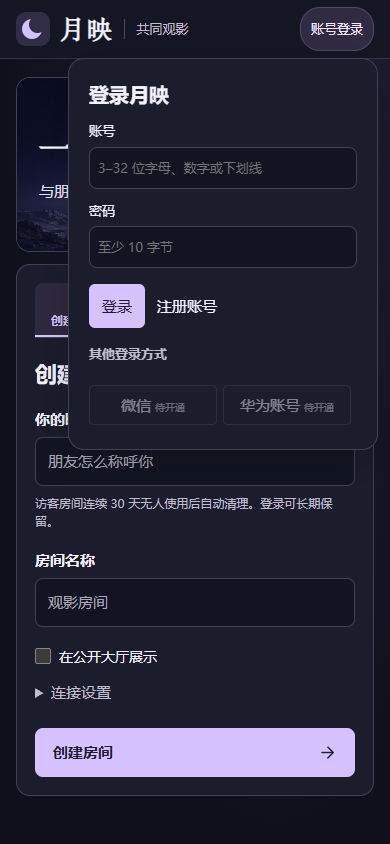 月映
共同观影
账号登录
登录月映
账号
3–32 位字母、数字或下划线
密码
至少 10 字节
登录
注册账号
其他登录方式
微信 待开通
华为账号 待开通
与朋
创建
创建
你的
朋友怎么称呼你
访客房间连续 30 天无人使用后自动清理。登录可长期保
留。
房间名称
观影房间
在公开大厅展示
连接设置
创建房间